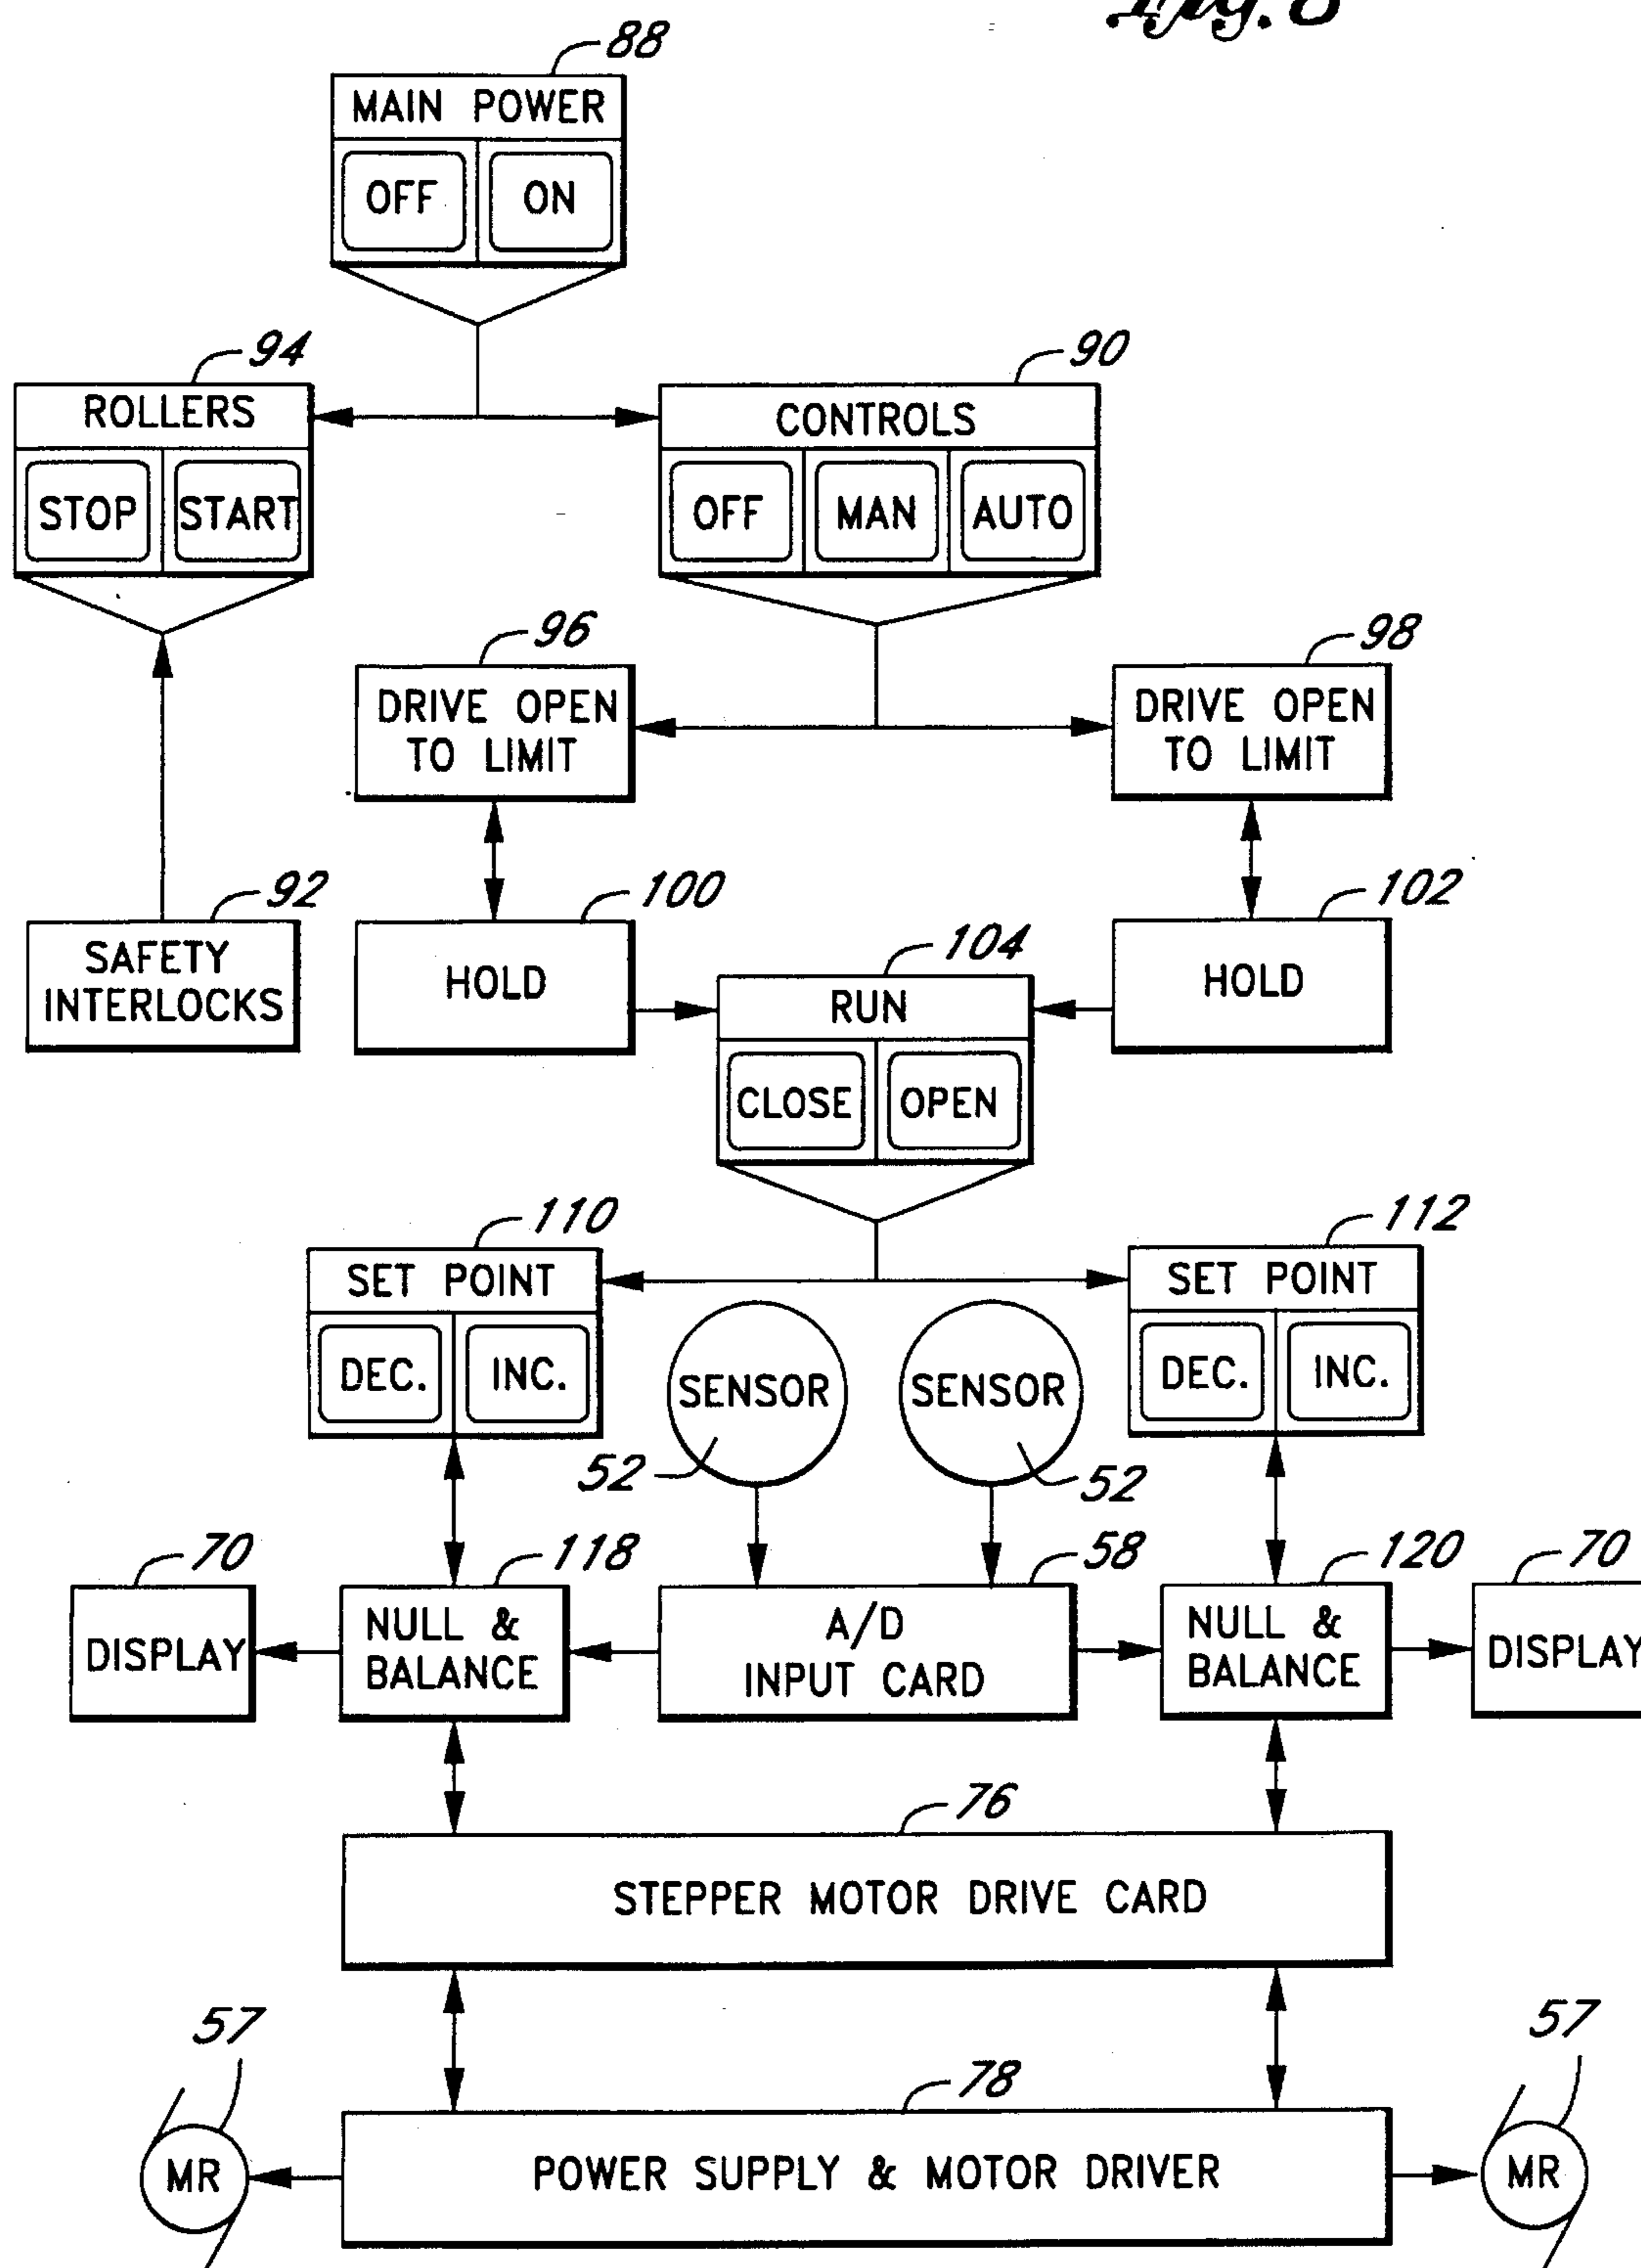 Fig. 8
88
MAIN POWER
OFF ON
94
90
ROLLERS
CONTROLS
STOP START
OFF MAN AUTO
96
98
DRIVE OPEN
TO LIMIT
DRIVE OPEN
TO LIMIT
92
100
102
SAFETY
INTERLOCKS
HOLD
104
HOLD
RUN
CLOSE OPEN
110
112
SET POINT
SET POINT
DEC. INC.
SENSOR
SENSOR
DEC. INC.
52
52
70
118
58
120
70
DISPLAY
NULL &
BALANCE
A/D
INPUT CARD
NULL &
BALANCE
DISPLAY
76
STEPPER MOTOR DRIVE CARD
57
57
78
MR
POWER SUPPLY & MOTOR DRIVER
MR